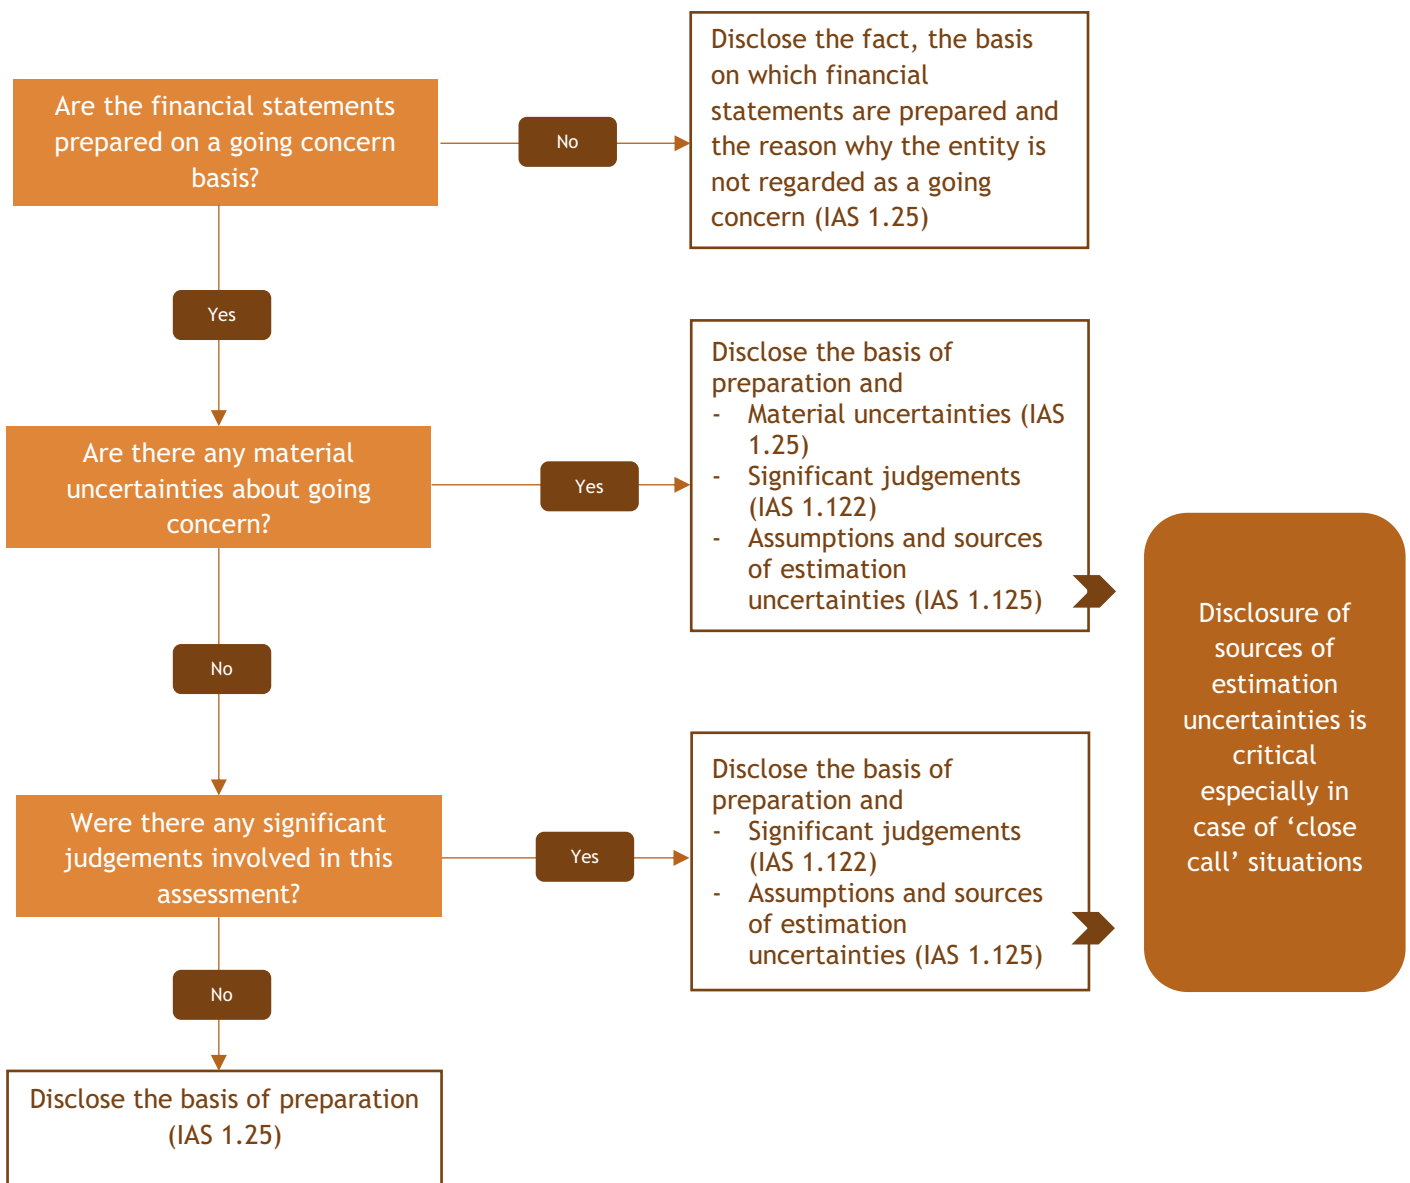 Are the financial statements
prepared on a going concern
basis?
No
Disclose the fact, the basis
on which financial
statements are prepared and
the reason why the entity is
not regarded as a going
concern (IAS 1.25)
Yes
Are there any material
uncertainties about going
concern?
Yes
Disclose the basis of
preparation and
- Material uncertainties (IAS
1.25)
- Significant judgements
(IAS 1.122)
- Assumptions and sources
of estimation
uncertainties (IAS 1.125)
Disclosure of
sources of
estimation
uncertainties is
critical
especially in
case of ‘close
call’ situations
No
Were there any significant
judgements involved in this
assessment?
Yes
Disclose the basis of
preparation and
- Significant judgements
(IAS 1.122)
- Assumptions and sources
of estimation
uncertainties (IAS 1.125)
No
Disclose the basis of preparation
(IAS 1.25)